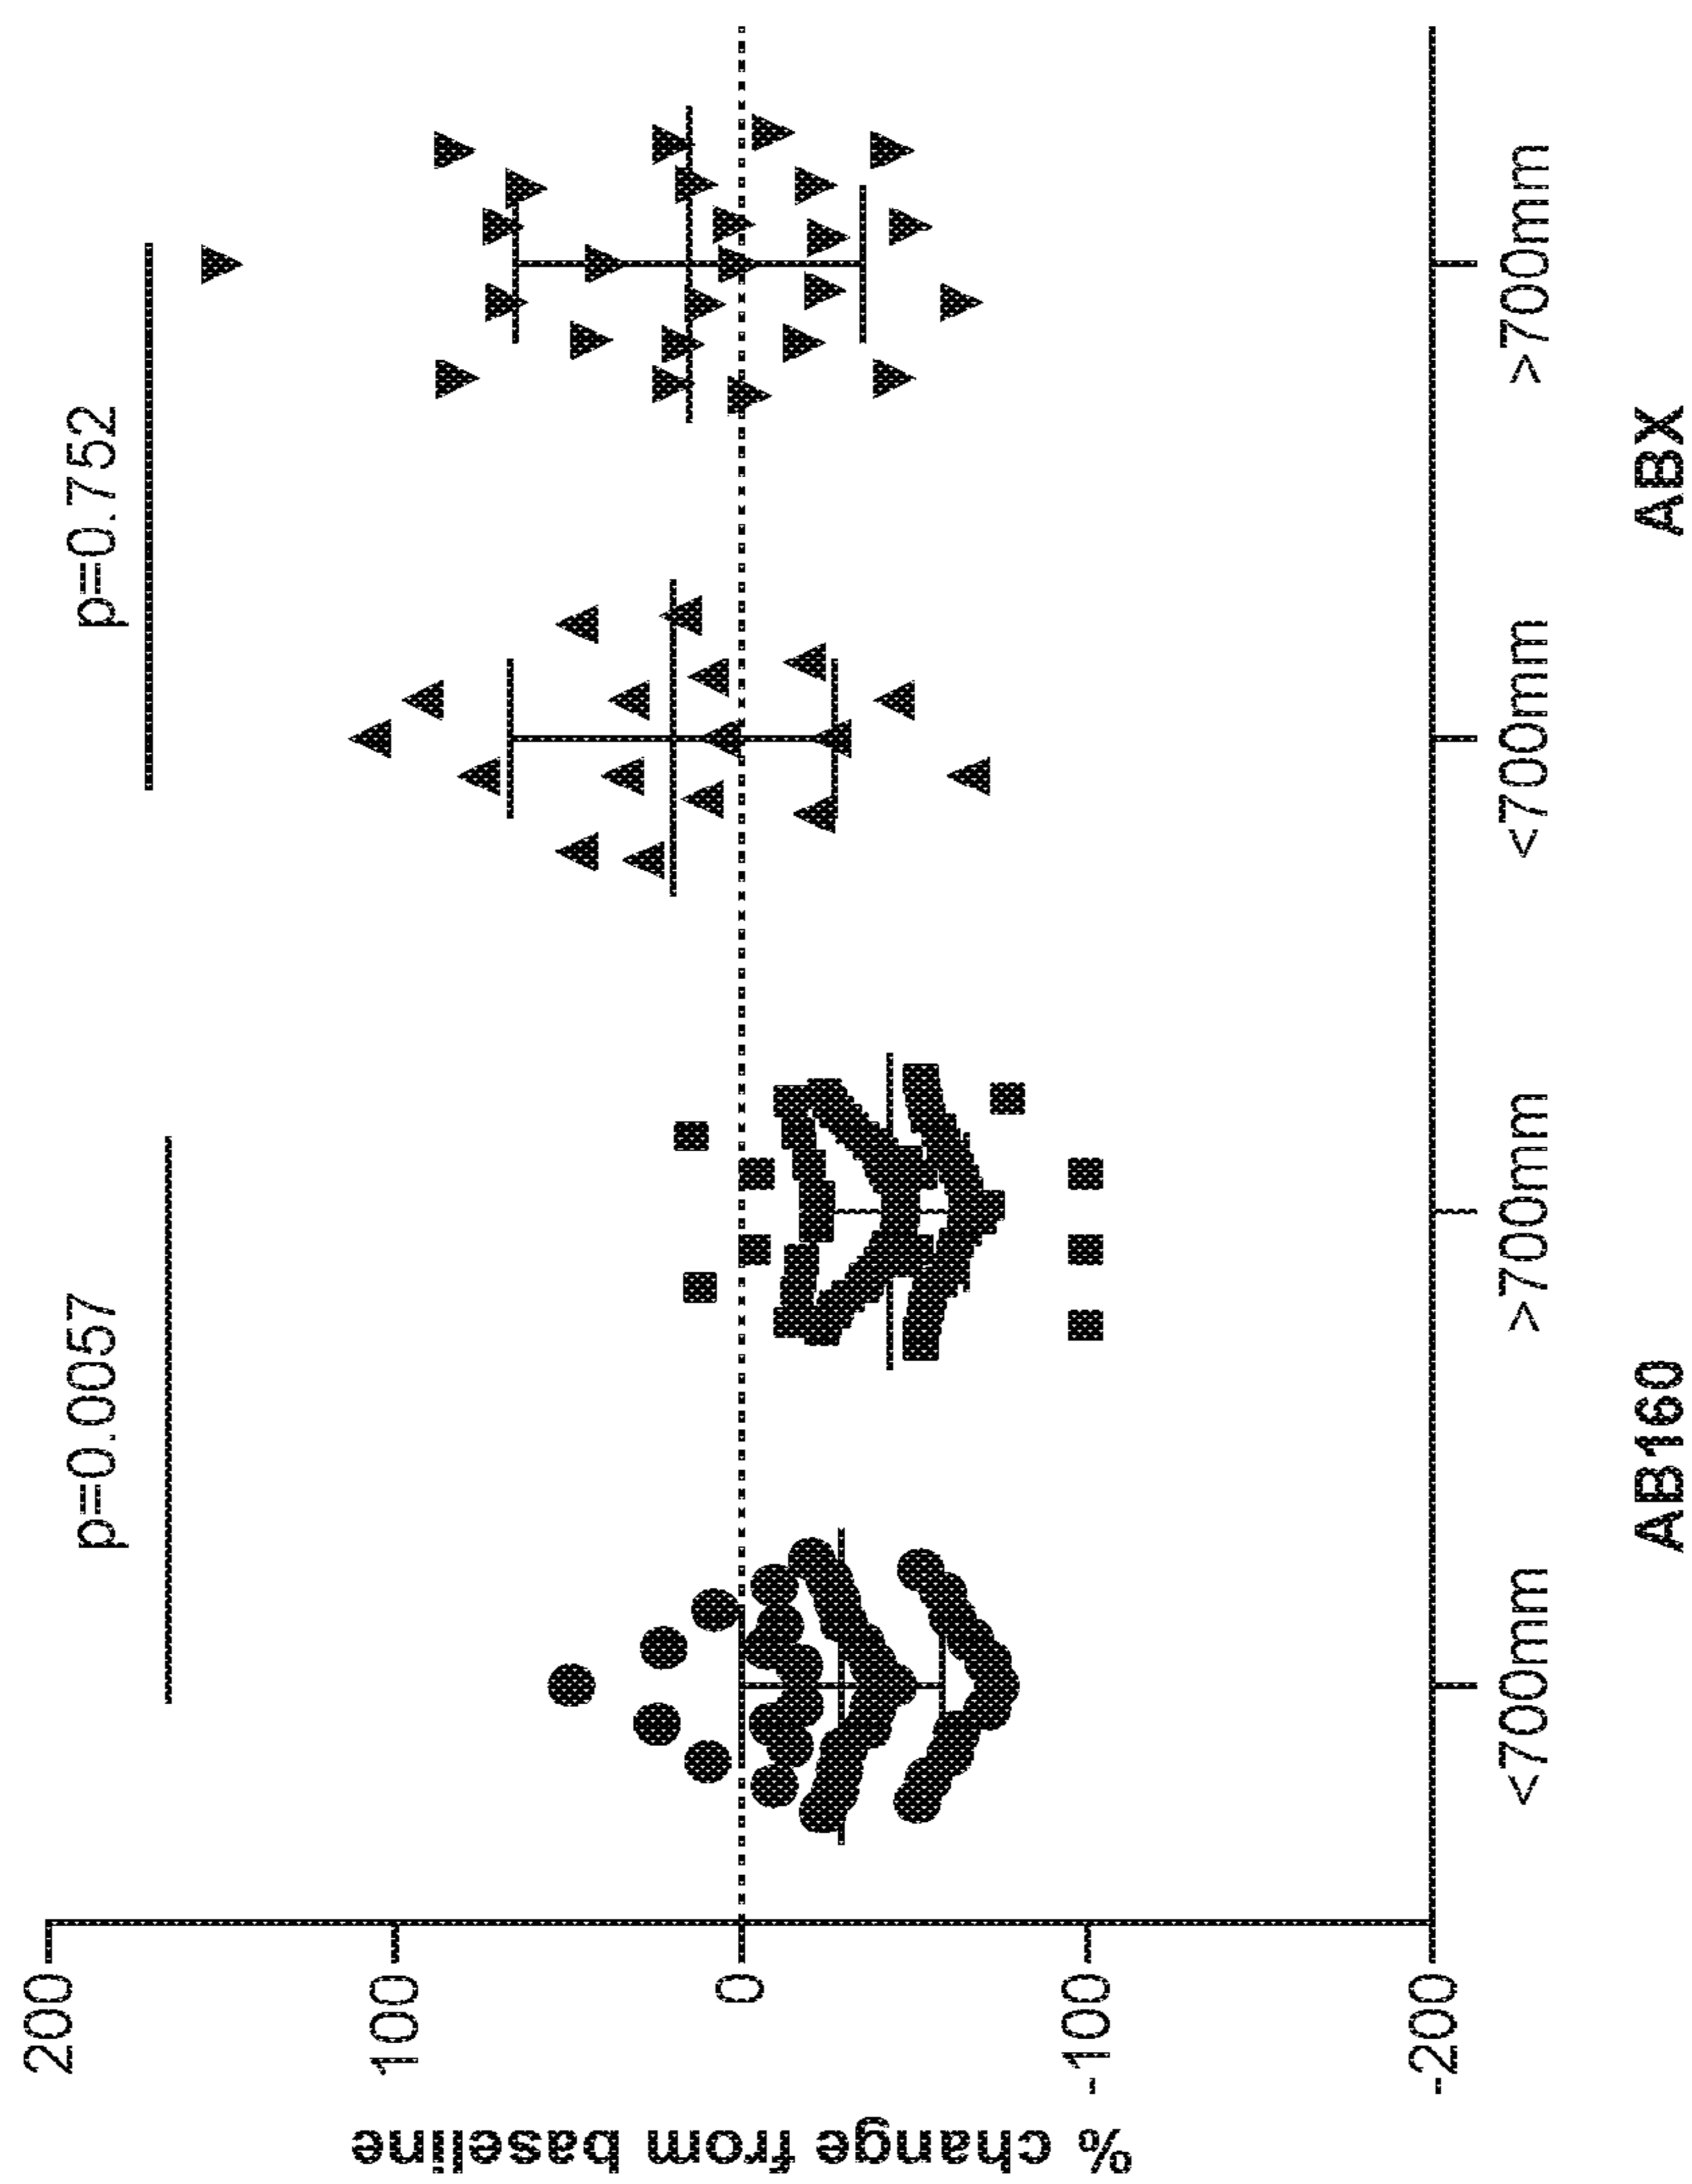 p=0.0057
p=0.752
% change from baseline
200
100
0
-100
-200
<700mm
>700mm
<700mm
>700mm
AB160
ABX